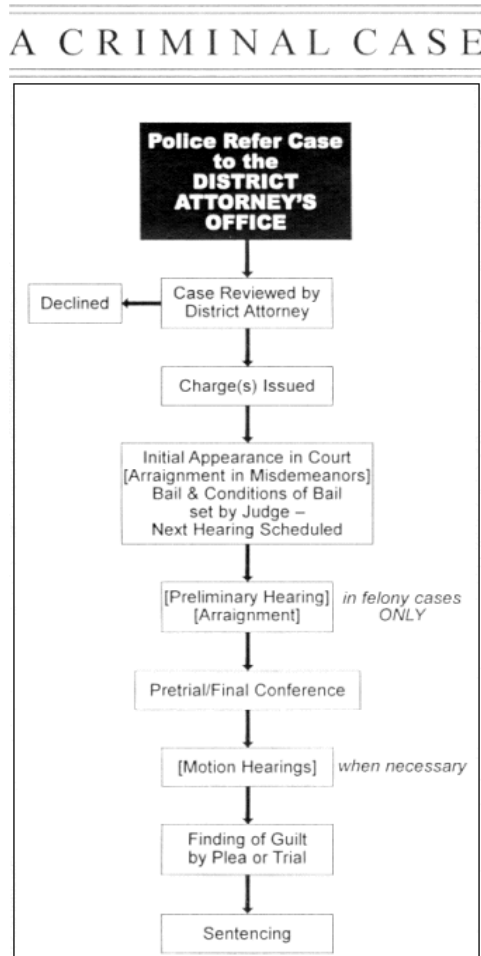 A CRIMINAL CASE
Police Refer Case
to the
DISTRICT
ATTORNEY'S
OFFICE
Declined
Case Reviewed by
District Attorney
Charge(s) Issued
Initial Appearance in Court
[Arraignment in Misdemeanors]
Bail & Conditions of Bail
set by Judge –
Next Hearing Scheduled
[Preliminary Hearing]
[Arraignment]
in felony cases
ONLY
Pretrial/Final Conference
[Motion Hearings]
when necessary
Finding of Guilt
by Plea or Trial
Sentencing